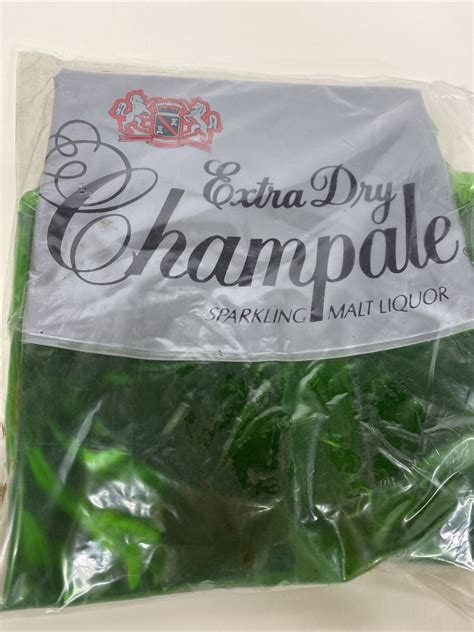 Extra Dry
Champale
SPARKLING MALT LIQUOR